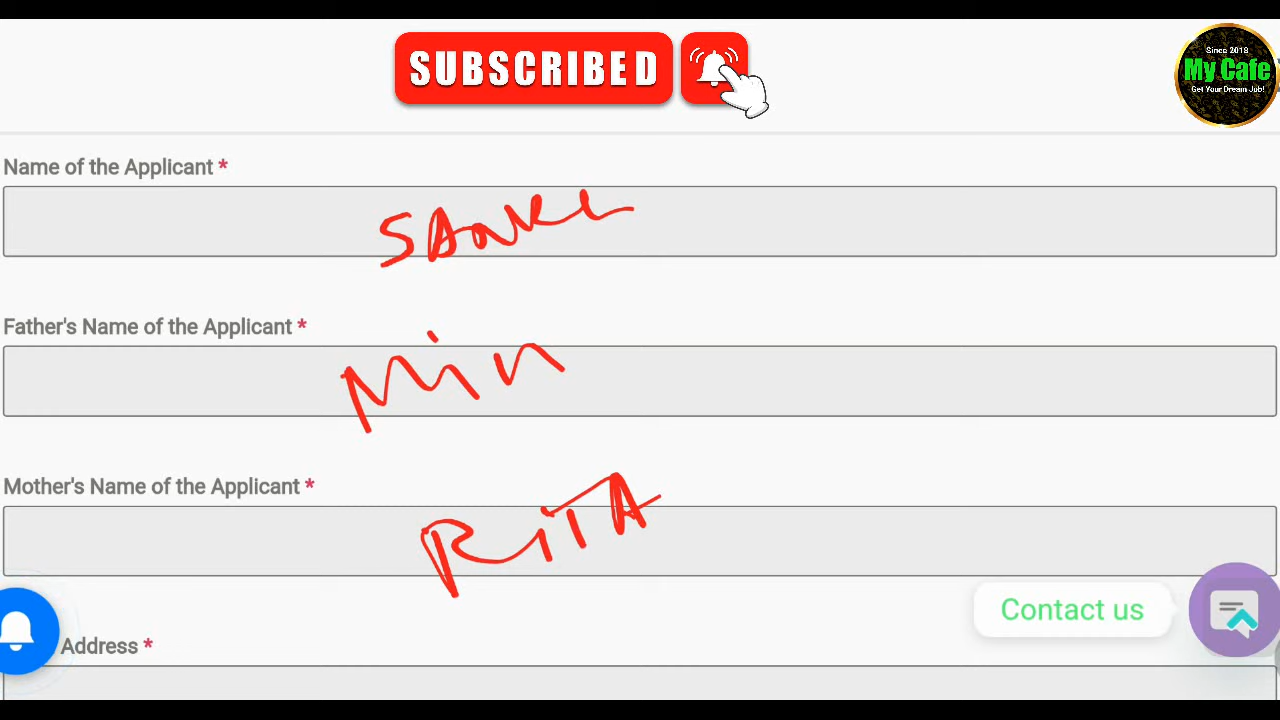 SUBSCRIBED
Since 2018
My Cafe
Get Your Dream Job!
Name of the Applicant *
Father's Name of the Applicant *
Min
Mother's Name of the Applicant *
RiTA
Contact us
Address *